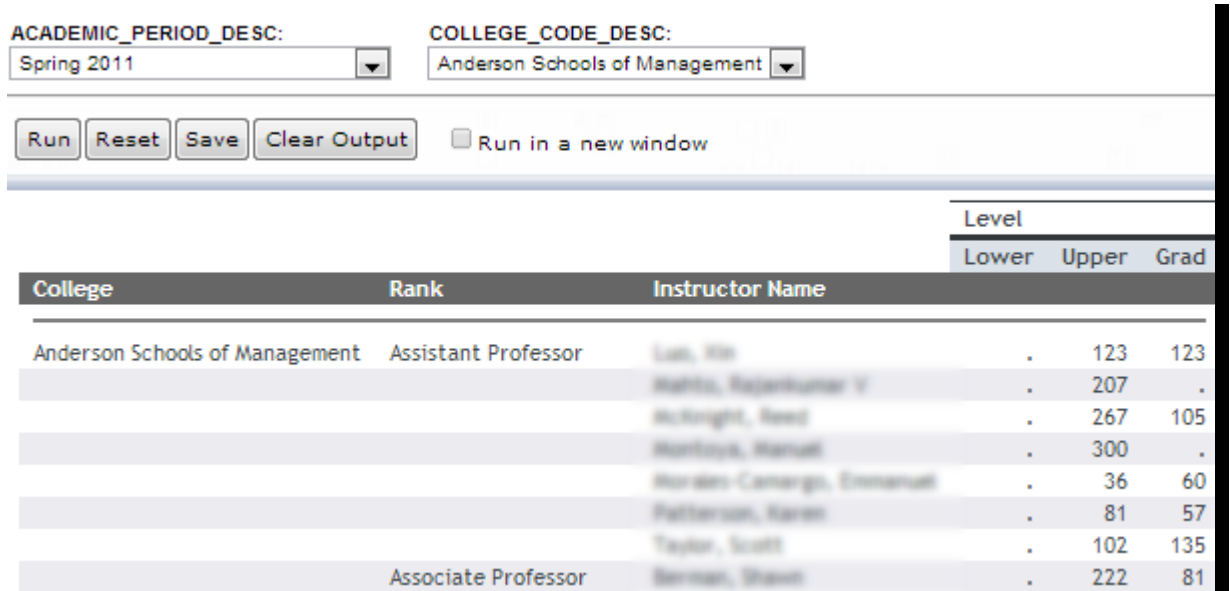 ACADEMIC_PERIOD_DESC: COLLEGE_CODE_DESC:
Spring 2011 Anderson Schools of Management
Run Reset Save Clear Output Run in a new window
Level
Lower Upper Grad
College Rank Instructor Name
Anderson Schools of Management Assistant Professor . 123 123
. 207 .
. 267 105
. 300 .
. 36 60
. 81 57
. 102 135
Associate Professor . 222 81